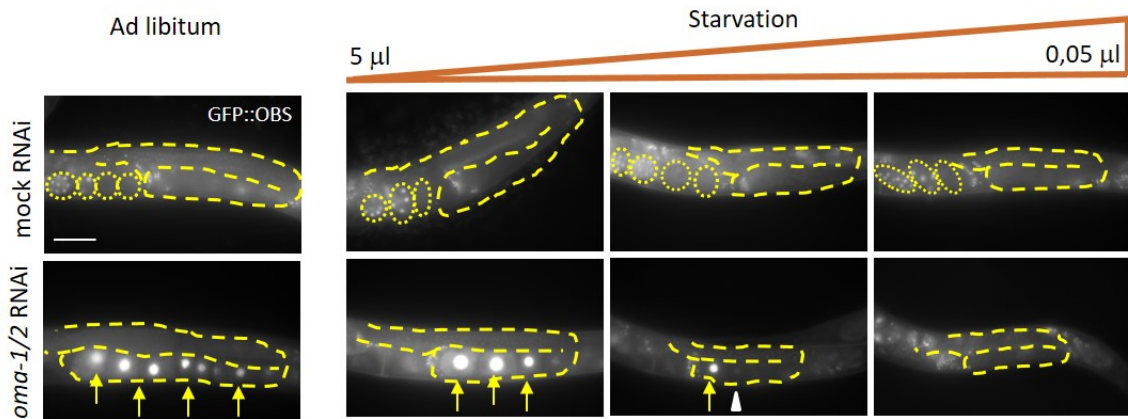 Ad libitum
Starvation
5 µl
0,05 µl
GFP::OBS
mock RNAi
oma-1/2 RNAi